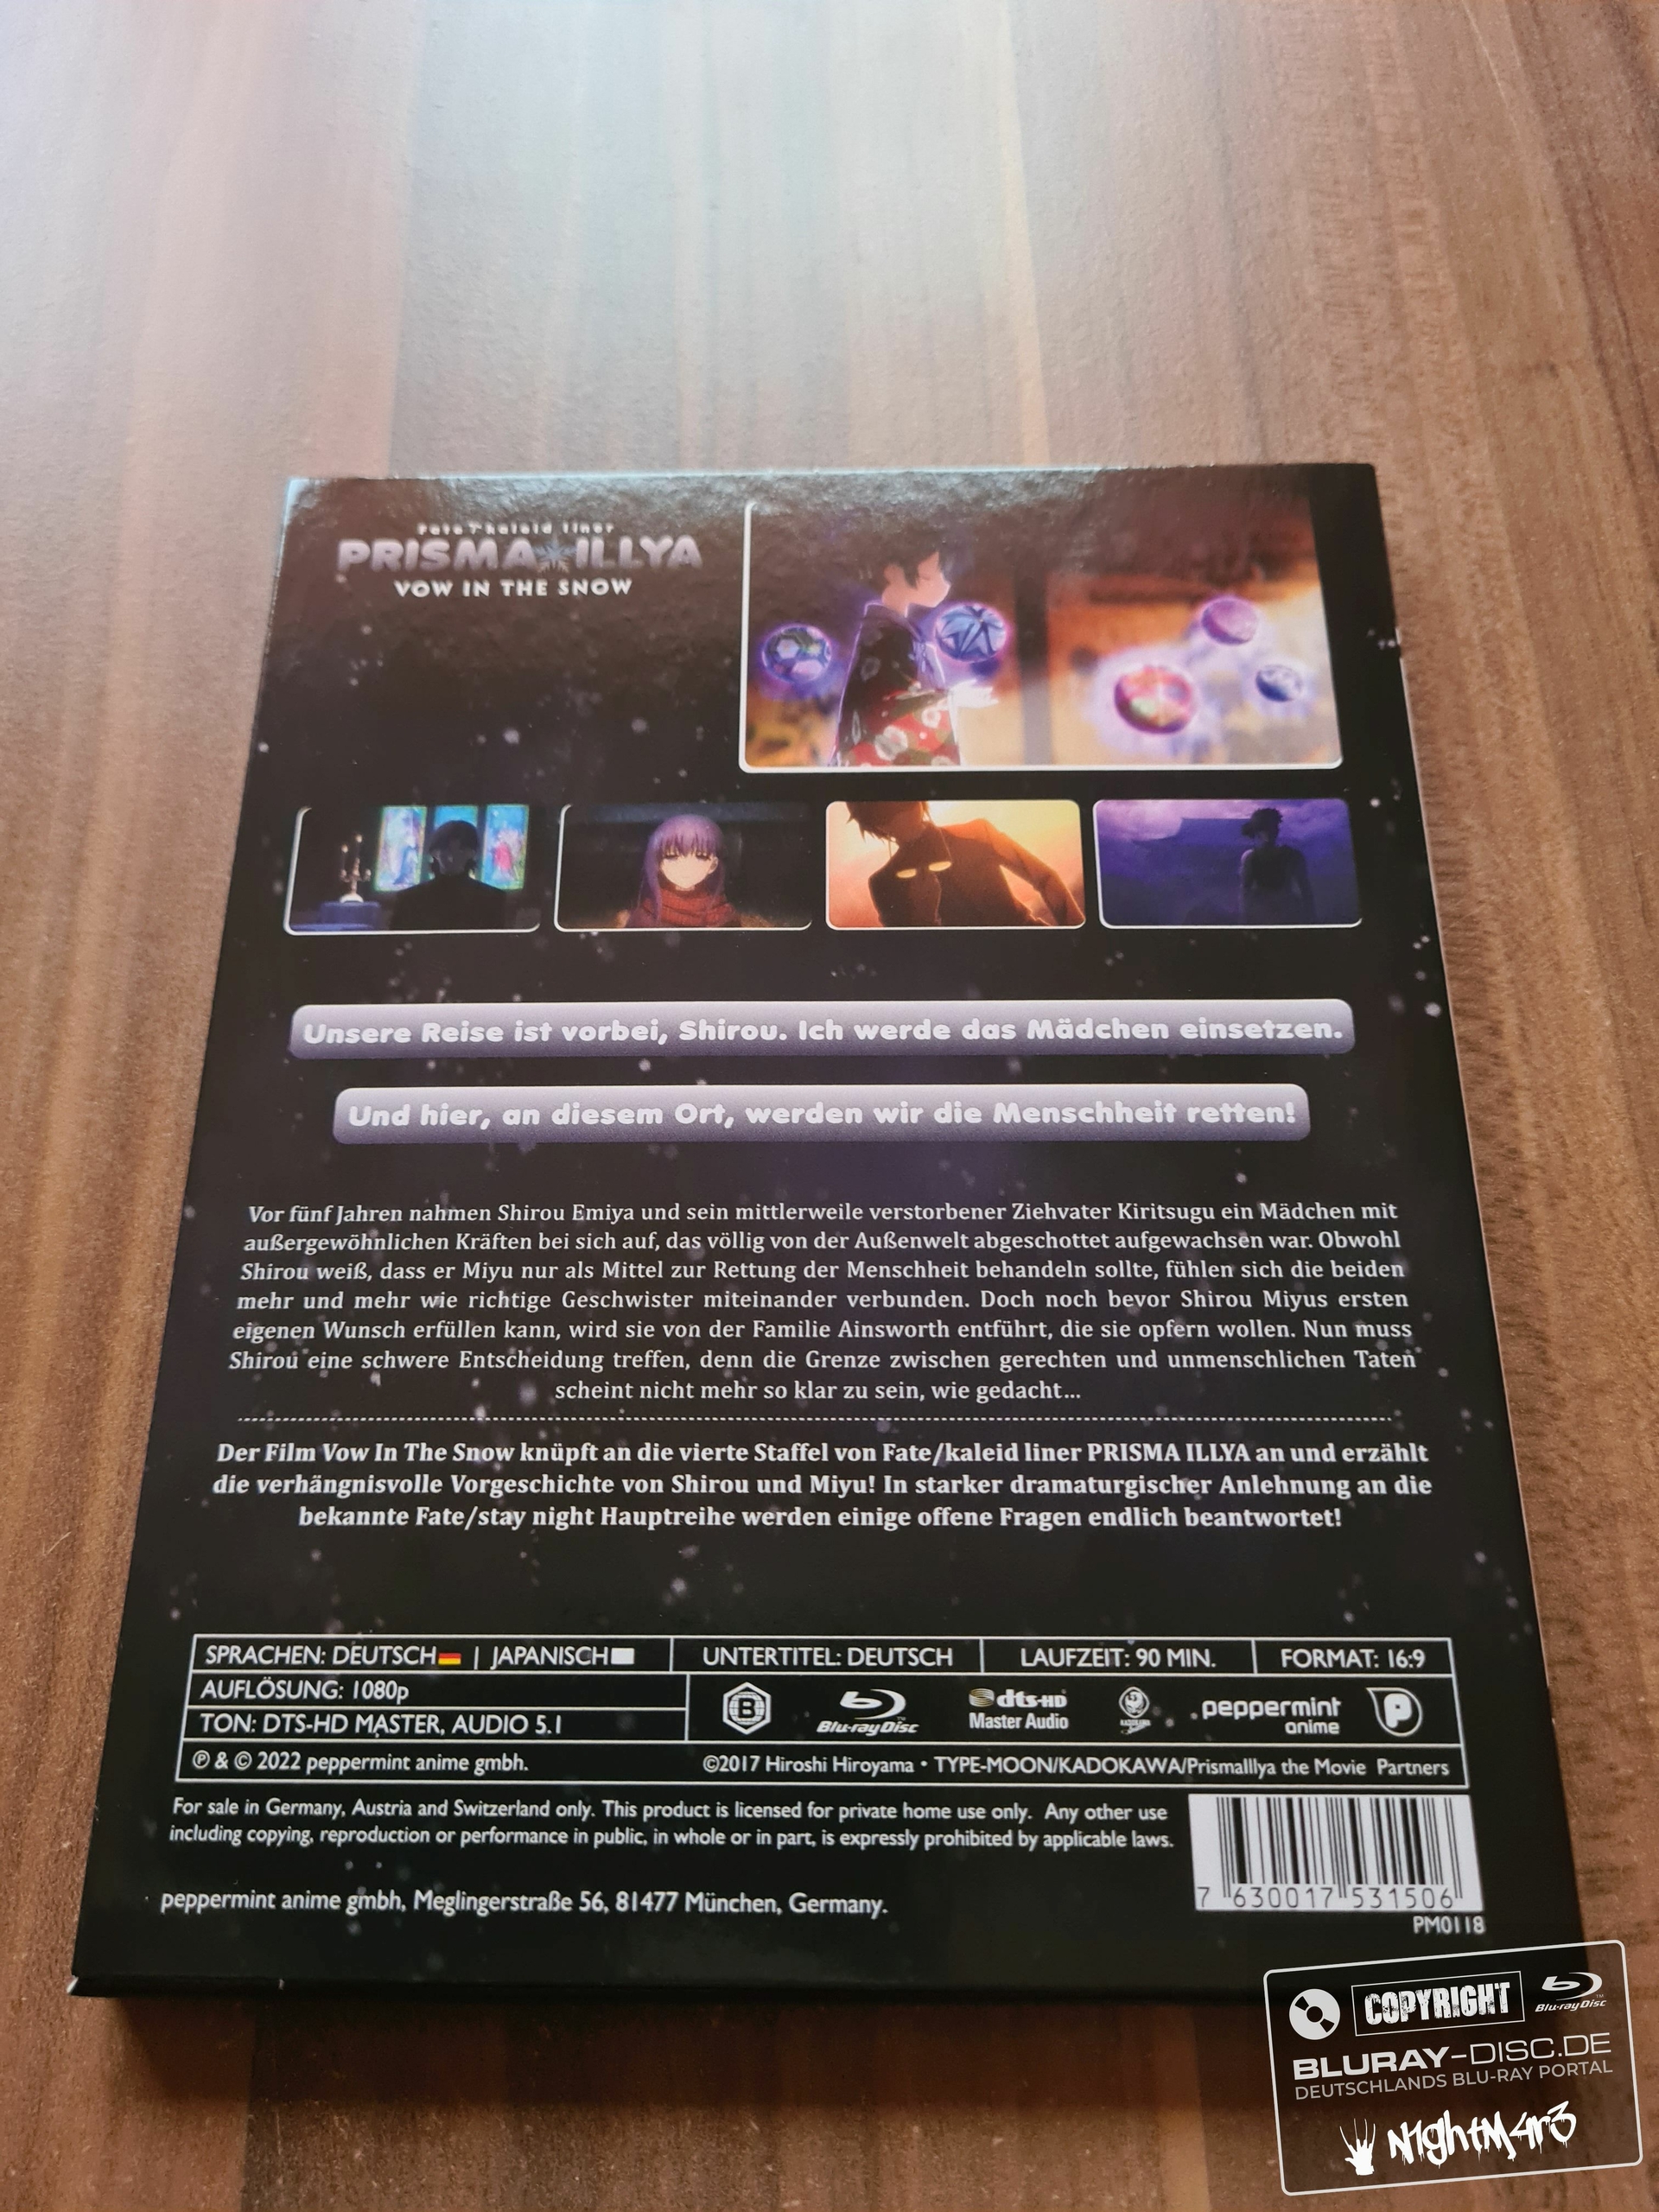 Fate/kaleid liner
PRISMA ILLYA
VOW IN THE SNOW
Unsere Reise ist vorbei, Shirou. Ich werde das Mädchen einsetzen.
Und hier, an diesem Ort, werden wir die Menschheit retten!
Vor fünf Jahren nahmen Shirou Emiya und sein mittlerweile verstorbener Ziehvater Kiritsugu ein Mädchen mit
außergewöhnlichen Kräften bei sich auf, das völlig von der Außenwelt abgeschottet aufgewachsen war. Obwohl
Shirou weiß, dass er Miyu nur als Mittel zur Rettung der Menschheit behandeln sollte, fühlen sich die beiden
mehr und mehr wie richtige Geschwister miteinander verbunden. Doch noch bevor Shirou Miyus ersten
eigenen Wunsch erfüllen kann, wird sie von der Familie Ainsworth entführt, die sie opfern wollen. Nun muss
Shirou eine schwere Entscheidung treffen, denn die Grenze zwischen gerechten und unmenschlichen Taten
scheint nicht mehr so klar zu sein, wie gedacht...
Der Film Vow In The Snow knüpft an die vierte Staffel von Fate/kaleid liner PRISMA ILLYA an und erzählt
die verhängnisvolle Vorgeschichte von Shirou und Miyu! In starker dramaturgischer Anlehnung an die
bekannte Fate/stay night Hauptreihe werden einige offene Fragen endlich beantwortet!
SPRACHEN: DEUTSCH | JAPANISCH UNTERTITEL: DEUTSCH LAUFZEIT: 90 MIN. FORMAT: 16:9
AUFLÖSUNG: 1080p
TON: DTS-HD MASTER, AUDIO 5.1
B Blu-ray Disc™ dts-HD Master Audio KADOKAWA peppermint anime P
℗ & © 2022 peppermint anime gmbh. ©2017 Hiroshi Hiroyama • TYPE-MOON/KADOKAWA/PrismaIllya the Movie Partners
For sale in Germany, Austria and Switzerland only. This product is licensed for private home use only. Any other use
including copying, reproduction or performance in public, in whole or in part, is expressly prohibited by applicable laws.
peppermint anime gmbh, Meglingerstraße 56, 81477 München, Germany.
7 630017 531506
PM0118
COPYRIGHT Blu-ray Disc™
BLURAY-DISC.DE
DEUTSCHLANDS BLU-RAY PORTAL
N1ghtM4r3